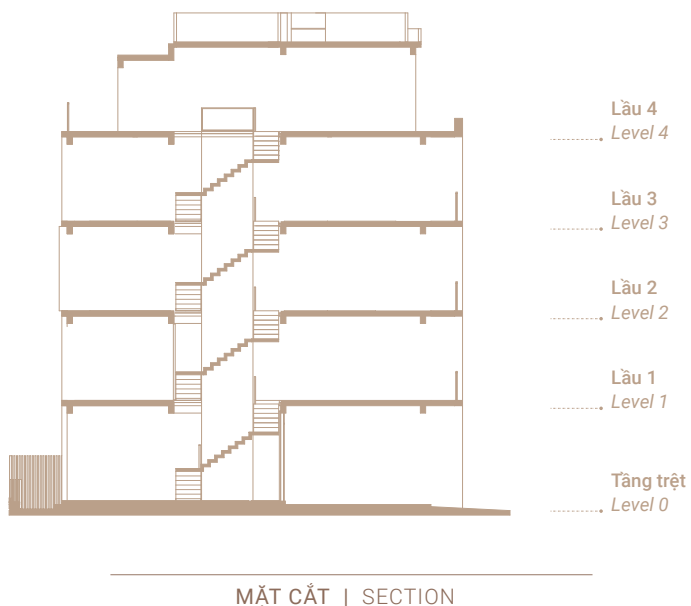 Lầu 4
Level 4
Lầu 3
Level 3
Lầu 2
Level 2
Lầu 1
Level 1
Tầng trệt
Level 0
MẶT CẮT | SECTION